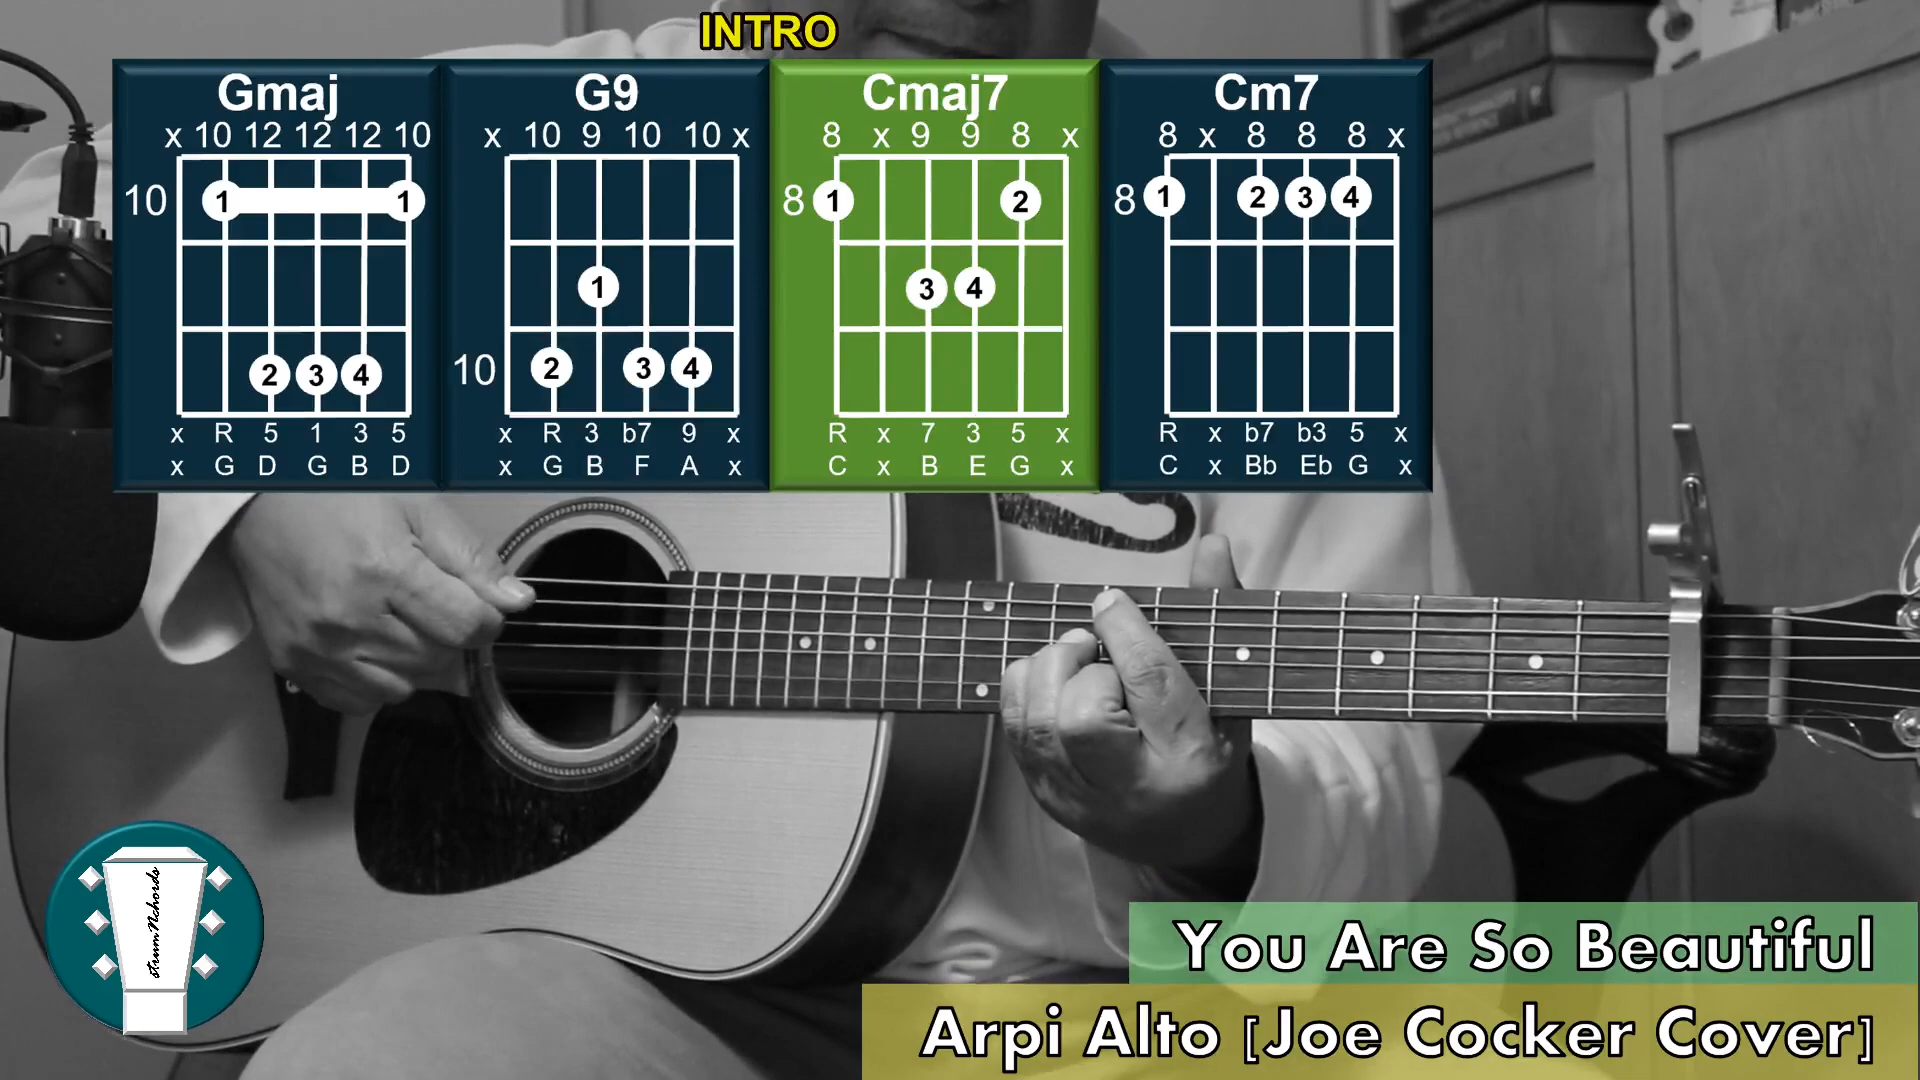 INTRO
Gmaj
x 10 12 12 12 10
10
1 1
2 3 4
x R 5 1 3 5
x G D G B D
G9
x 10 9 10 10 x
1
10
2 3 4
x R 3 b7 9 x
x G B F A x
Cmaj7
8 x 9 9 8 x
8
1 2
3 4
R x 7 3 5 x
C x B E G x
Cm7
8 x 8 8 8 x
8
1 2 3 4
R x b7 b3 5 x
C x Bb Eb G x
strumNchords
You Are So Beautiful
Arpi Alto [Joe Cocker Cover]